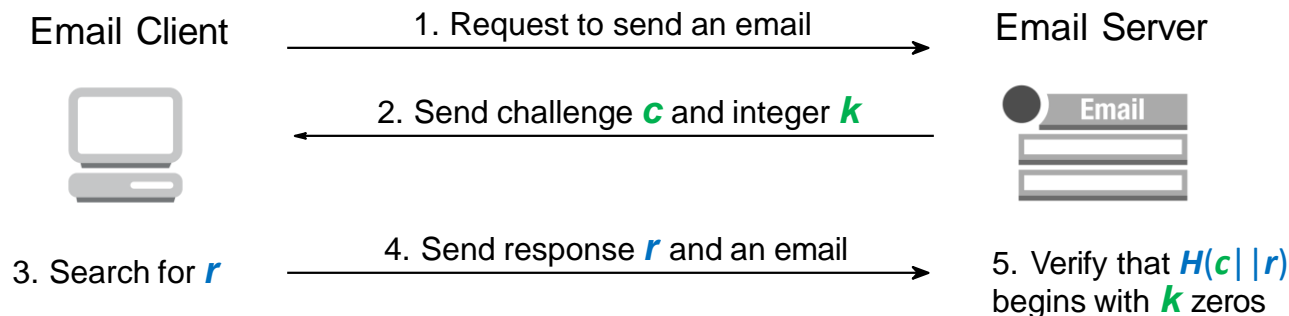 Email Client
1. Request to send an email
Email Server
2. Send challenge c and integer k
Email
3. Search for r
4. Send response r and an email
5. Verify that H(c||r)
begins with k zeros